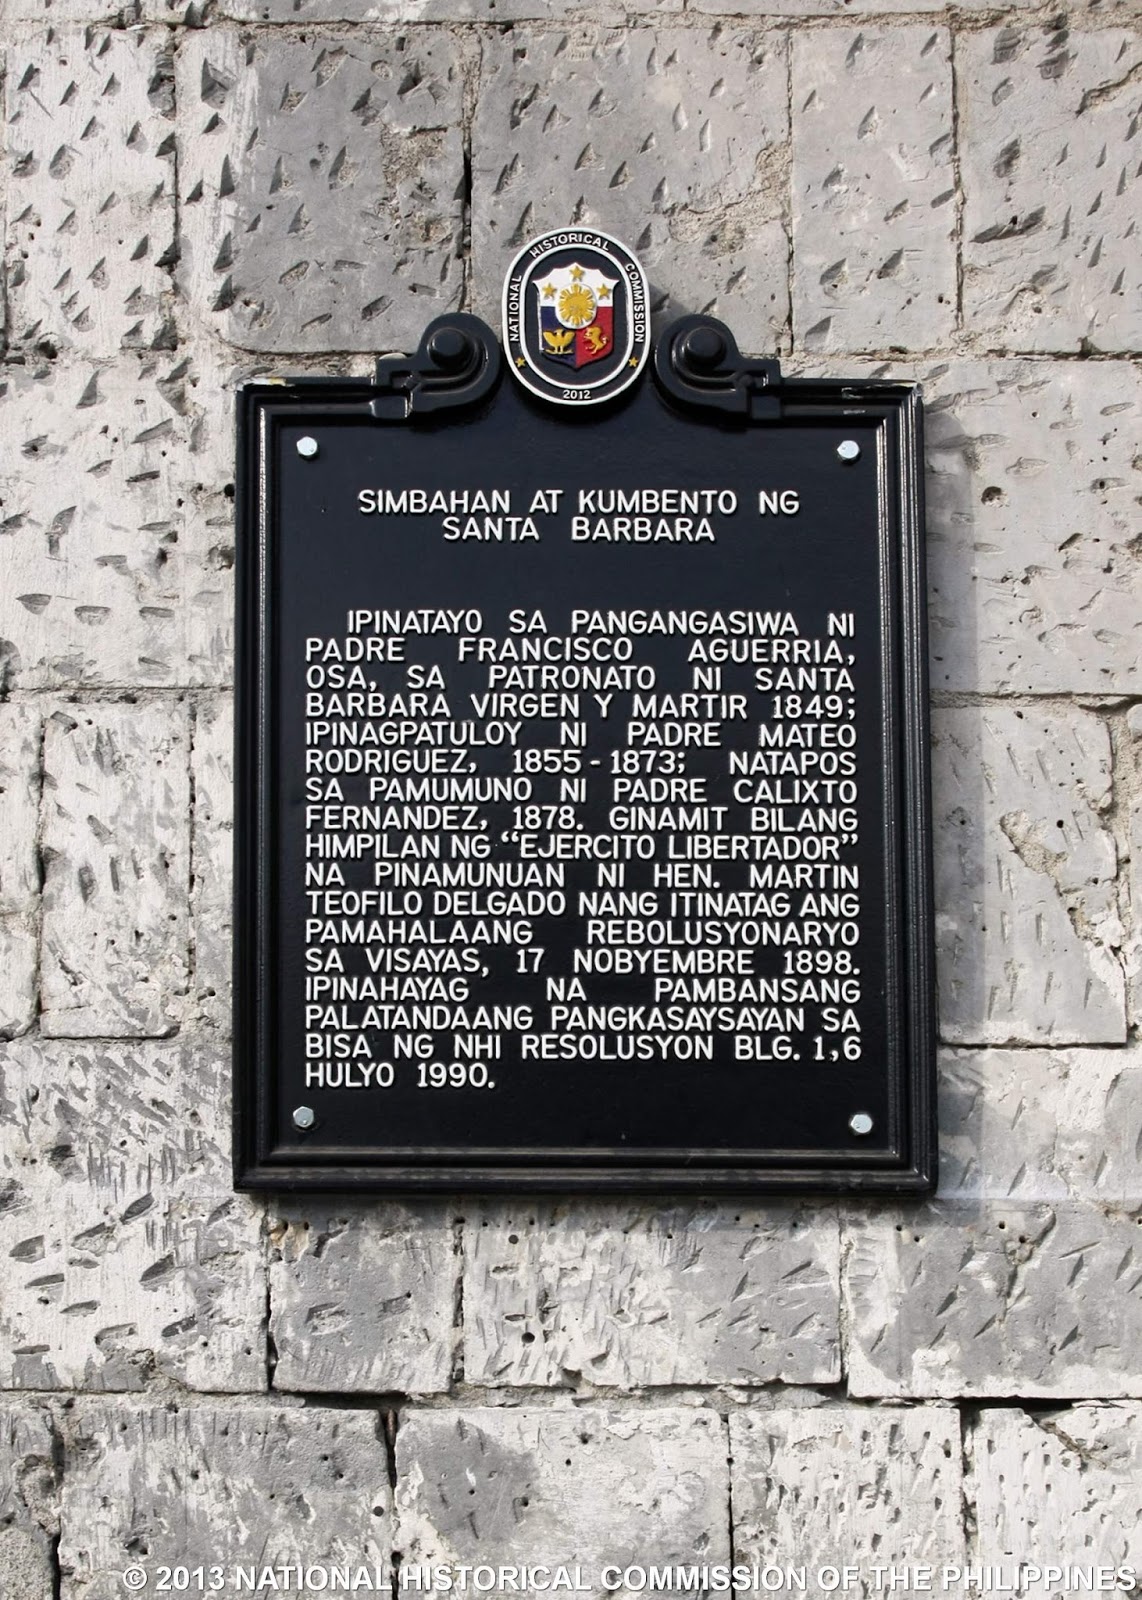 NATIONAL HISTORICAL COMMISSION
2012
SIMBAHAN AT KUMBENTO NG
SANTA BARBARA
IPINATAYO SA PANGANGASIWA NI
PADRE FRANCISCO AGUERRIA,
OSA, SA PATRONATO NI SANTA
BARBARA VIRGEN Y MARTIR 1849;
IPINAGPATULOY NI PADRE MATEO
RODRIGUEZ, 1855-1873; NATAPOS
SA PAMUMUNO NI PADRE CALIXTO
FERNANDEZ, 1878. GINAMIT BILANG
HIMPILAN NG “EJERCITO LIBERTADOR”
NA PINAMUNUAN NI HEN. MARTIN
TEOFILO DELGADO NANG ITINATAG ANG
PAMAHALAANG REBOLUSYONARYO
SA VISAYAS, 17 NOBYEMBRE 1898.
IPINAHAYAG NA PAMBANSANG
PALATANDAANG PANGKASAYSAYAN SA
BISA NG NHI RESOLUSYON BLG. 1,6
HULYO 1990.
© 2013 NATIONAL HISTORICAL COMMISSION OF THE PHILIPPINES